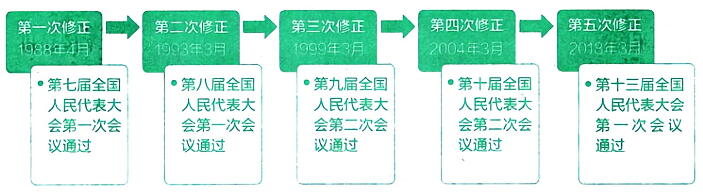 第一次修正
1988年4月
第七届全国
人民代表大
会第一次会
议通过
第二次修正
1993年3月
第八届全国
人民代表大
会第一次会
议通过
第三次修正
1999年3月
第九届全国
人民代表大
会第二次会
议通过
第四次修正
2004年3月
第十届全国
人民代表大
会第二次会
议通过
第五次修正
2018年3月
第十三届全国
人民代表大会
第一次会议
通过